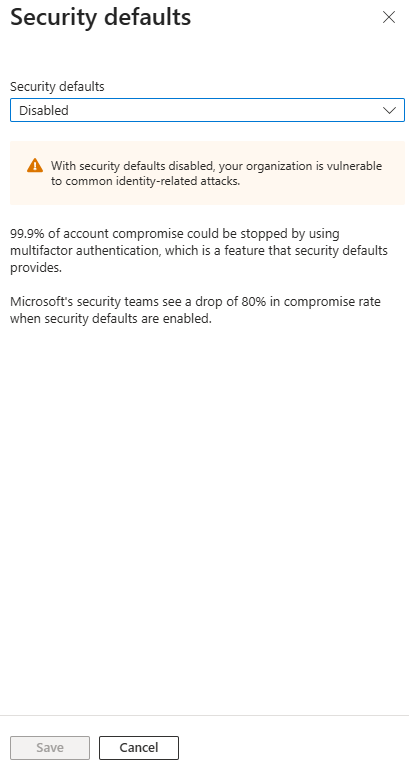 Security defaults
Security defaults
Disabled
With security defaults disabled, your organization is vulnerable
to common identity-related attacks.
99.9% of account compromise could be stopped by using
multifactor authentication, which is a feature that security defaults
provides.
Microsoft's security teams see a drop of 80% in compromise rate
when security defaults are enabled.
Save
Cancel